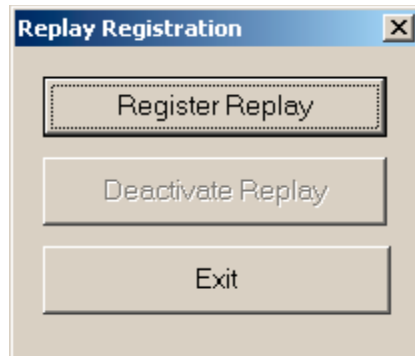 Replay Registration
Register Replay
Deactivate Replay
Exit